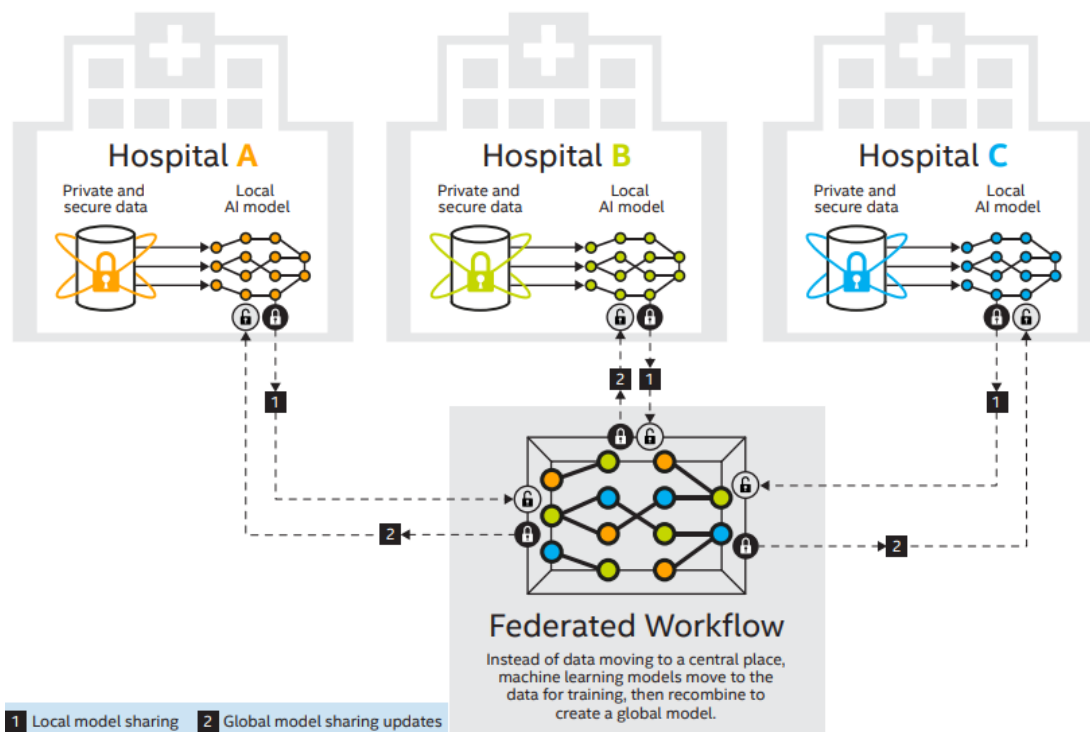 Hospital A
Private and
secure data
Local
AI model
Hospital B
Private and
secure data
Local
AI model
Hospital C
Private and
secure data
Local
AI model
1
2
1
1
2
2
Federated Workflow
Instead of data moving to a central place,
machine learning models move to the
data for training, then recombine to
create a global model.
1 Local model sharing
2 Global model sharing updates